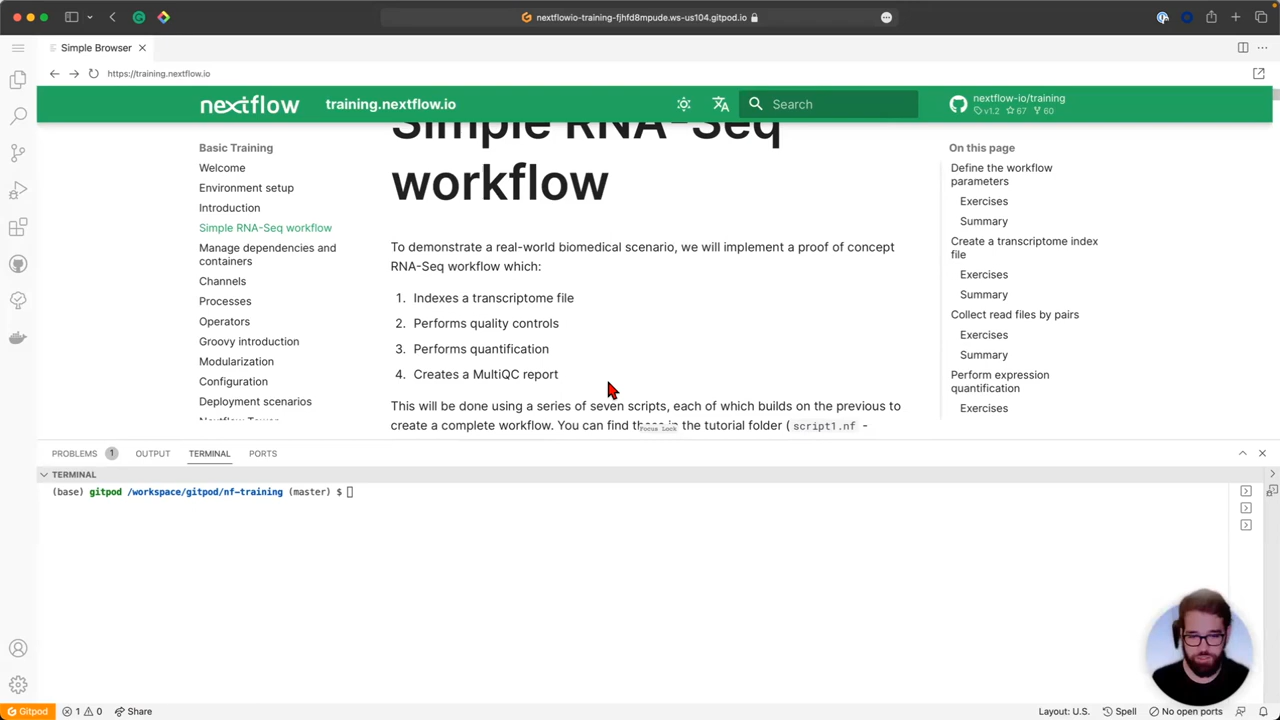 nextflowio-training-fjhfd8mpude.ws-us104.gitpod.io
Simple Browser
https://training.nextflow.io
nextflow
training.nextflow.io
Search
nextflow-io/training
v1.2 67 60
Basic Training
Welcome
Environment setup
Introduction
Simple RNA-Seq workflow
Manage dependencies and
containers
Channels
Processes
Operators
Groovy introduction
Modularization
Configuration
Deployment scenarios
Nextflow Tower
Simple RNA-Seq
workflow
To demonstrate a real-world biomedical scenario, we will implement a proof of concept
RNA-Seq workflow which:
1. Indexes a transcriptome file
2. Performs quality controls
3. Performs quantification
4. Creates a MultiQC report
This will be done using a series of seven scripts, each of which builds on the previous to
create a complete workflow. You can find these in the tutorial folder ( script1.nf -
Focus Lock
On this page
Define the workflow
parameters
Exercises
Summary
Create a transcriptome index
file
Exercises
Summary
Collect read files by pairs
Exercises
Summary
Perform expression
quantification
Exercises
PROBLEMS 1 OUTPUT TERMINAL PORTS
TERMINAL
(base) gitpod /workspace/gitpod/nf-training (master) $
Gitpod 1 0 Share
Layout: U.S. Spell No open ports